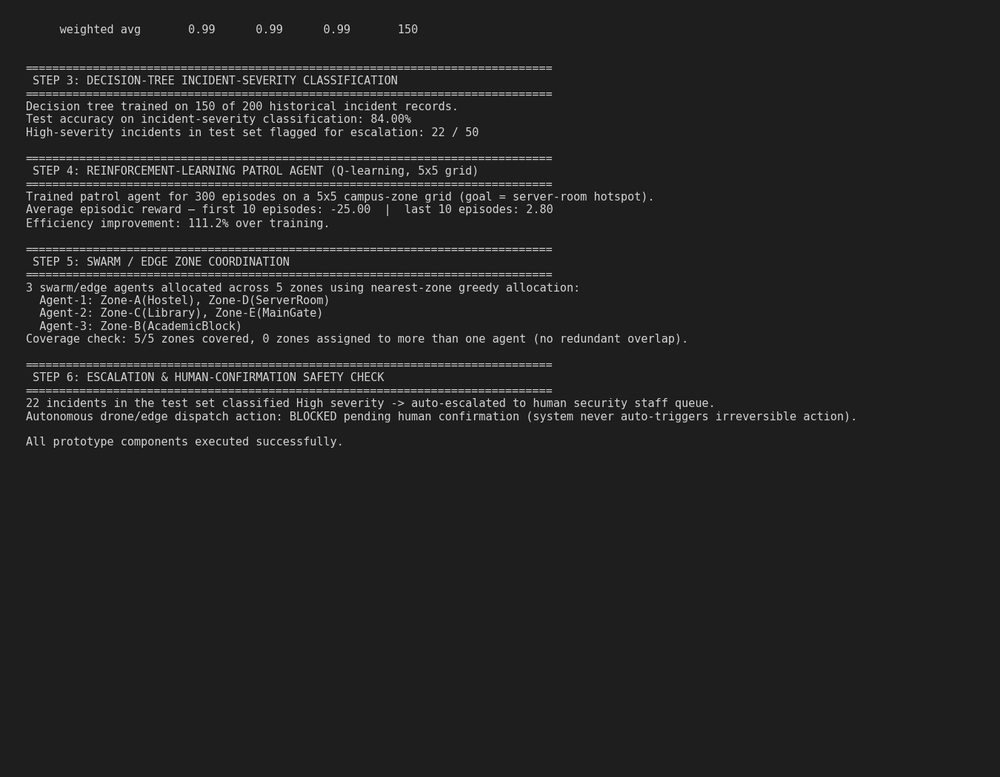 weighted avg       0.99      0.99      0.99       150
==============================================================================
 STEP 3: DECISION-TREE INCIDENT-SEVERITY CLASSIFICATION
==============================================================================
Decision tree trained on 150 of 200 historical incident records.
Test accuracy on incident-severity classification: 84.00%
High-severity incidents in test set flagged for escalation: 22 / 50
==============================================================================
 STEP 4: REINFORCEMENT-LEARNING PATROL AGENT (Q-learning, 5x5 grid)
==============================================================================
Trained patrol agent for 300 episodes on a 5x5 campus-zone grid (goal = server-room hotspot).
Average episodic reward — first 10 episodes: -25.00  |  last 10 episodes: 2.80
Efficiency improvement: 111.2% over training.
==============================================================================
 STEP 5: SWARM / EDGE ZONE COORDINATION
==============================================================================
3 swarm/edge agents allocated across 5 zones using nearest-zone greedy allocation:
  Agent-1: Zone-A(Hostel), Zone-D(ServerRoom)
  Agent-2: Zone-C(Library), Zone-E(MainGate)
  Agent-3: Zone-B(AcademicBlock)
Coverage check: 5/5 zones covered, 0 zones assigned to more than one agent (no redundant overlap).
==============================================================================
 STEP 6: ESCALATION & HUMAN-CONFIRMATION SAFETY CHECK
==============================================================================
22 incidents in the test set classified High severity -> auto-escalated to human security staff queue.
Autonomous drone/edge dispatch action: BLOCKED pending human confirmation (system never auto-triggers irreversible action).
All prototype components executed successfully.